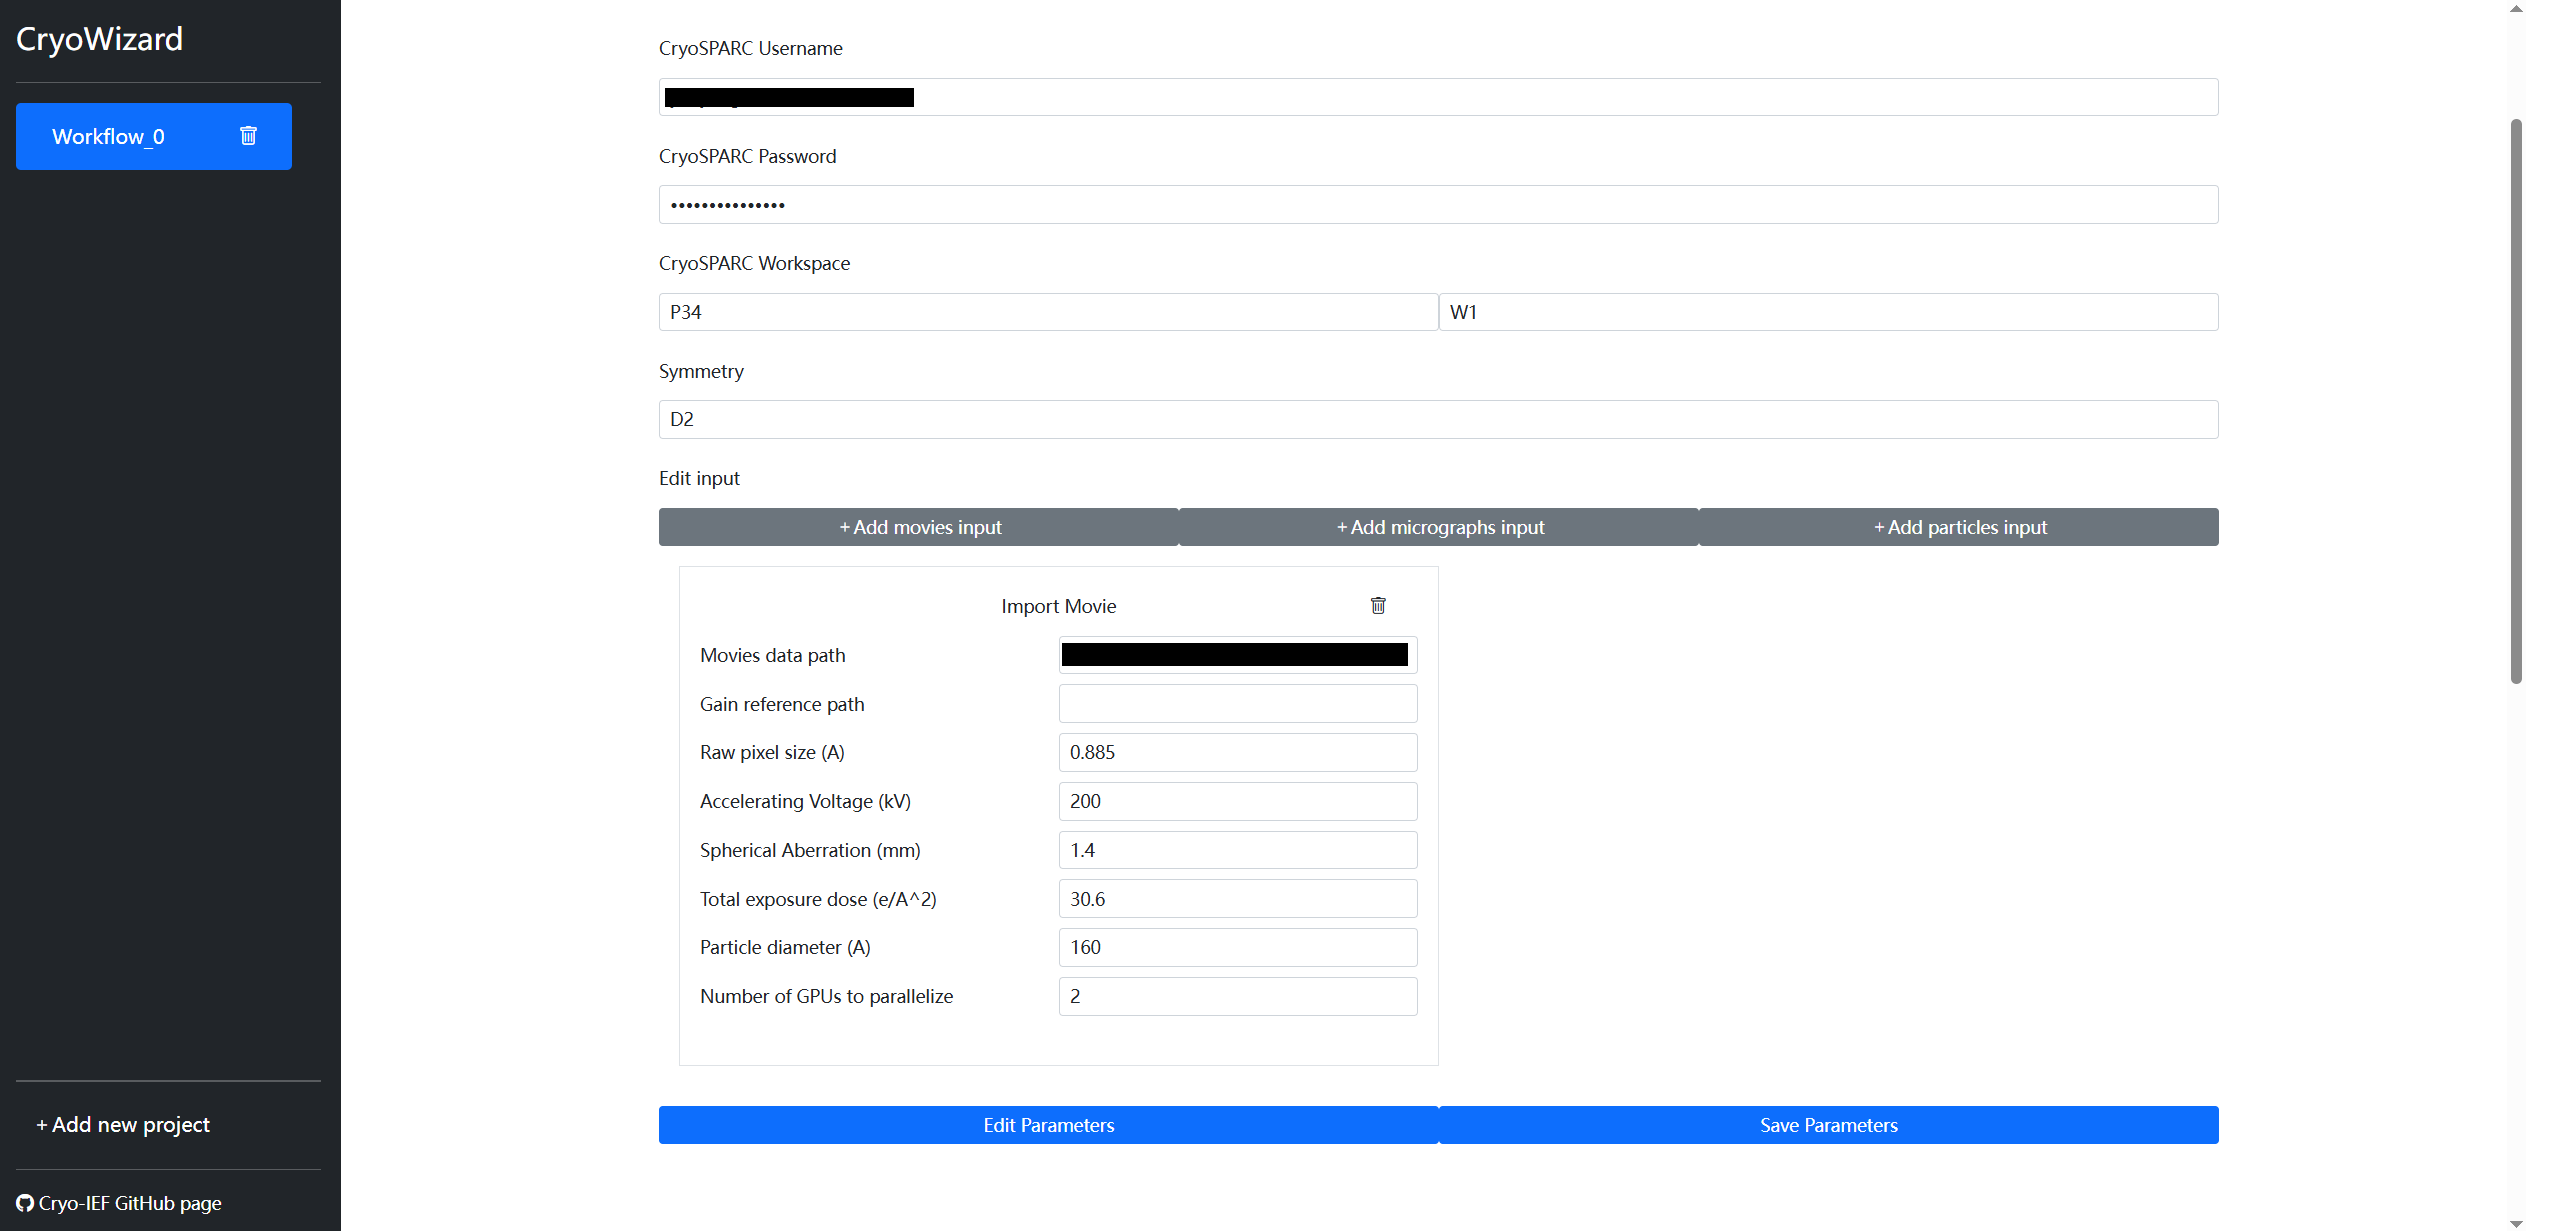 CryoWizard
Workflow_0
+ Add new project
Cryo-IEF GitHub page
CryoSPARC Username
CryoSPARC Password
•••••••••••••••
CryoSPARC Workspace
P34
W1
Symmetry
D2
Edit input
+ Add movies input
+ Add micrographs input
+ Add particles input
Import Movie
Movies data path
Gain reference path
Raw pixel size (A)
0.885
Accelerating Voltage (kV)
200
Spherical Aberration (mm)
1.4
Total exposure dose (e/A^2)
30.6
Particle diameter (A)
160
Number of GPUs to parallelize
2
Edit Parameters
Save Parameters